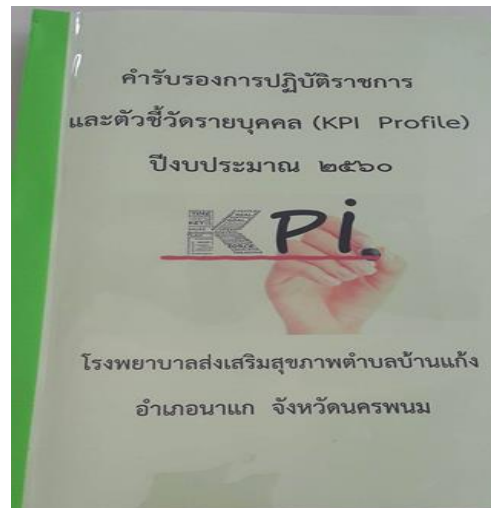 คำรับรองการปฏิบัติราชการ
และตัวชี้วัดรายบุคคล (KPI Profile)
ปีงบประมาณ ๒๕๖๐
KPi.
โรงพยาบาลส่งเสริมสุขภาพตำบลบ้านแก้ง
อำเภอนาแก จังหวัดนครพนม